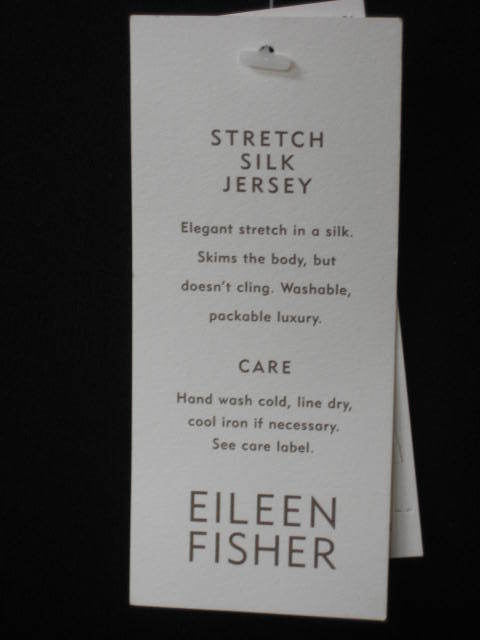 STRETCH
SILK
JERSEY
Elegant stretch in a silk.
Skims the body, but
doesn't cling. Washable,
packable luxury.
CARE
Hand wash cold, line dry,
cool iron if necessary.
See care label.
EILEEN
FISHER